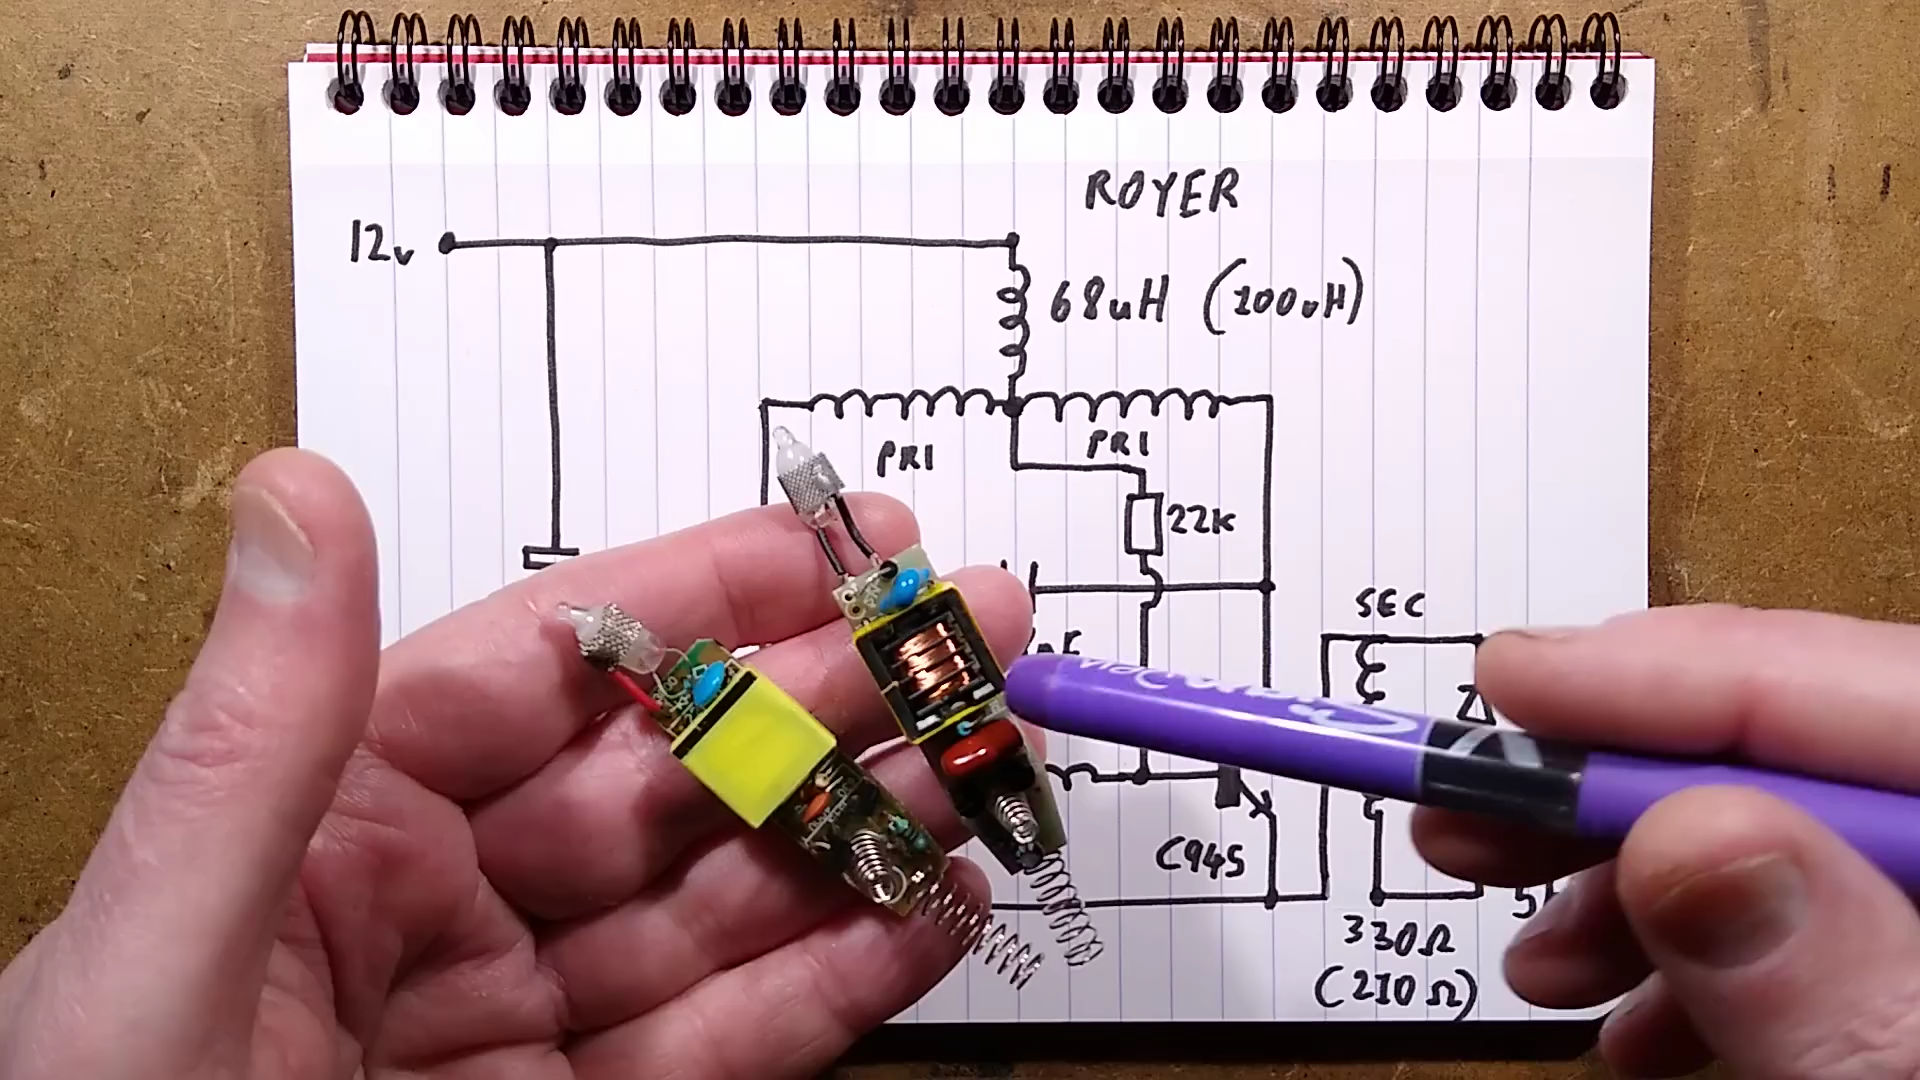 ROYER
12v
68uH (100uH)
PRI
PRI
22K
SEC
C945
330Ω
(210Ω)